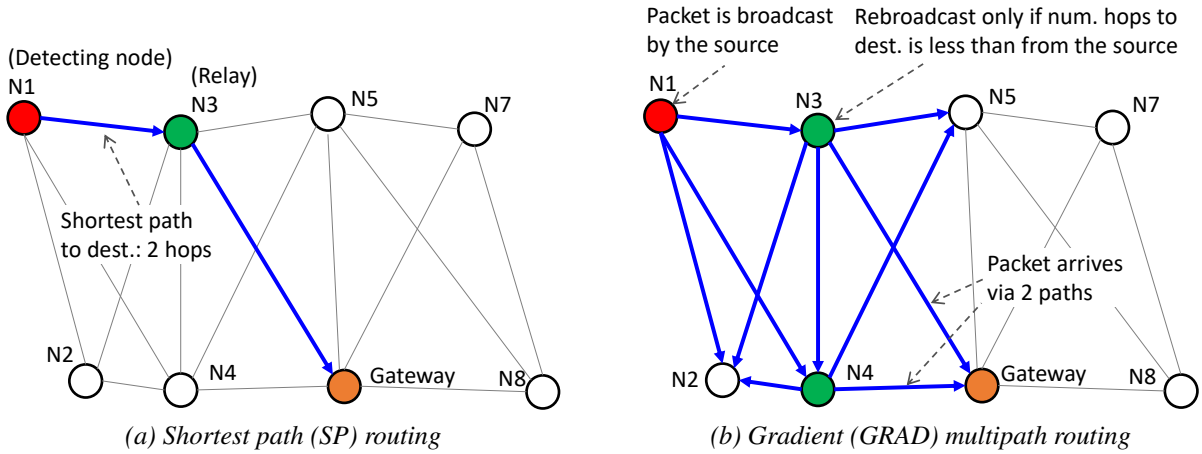 (Detecting node)
N1
(Relay)
N3
N5
N7
Shortest path
to dest.: 2 hops
N2
N4
Gateway
N8
(a) Shortest path (SP) routing
Packet is broadcast
by the source
Rebroadcast only if num. hops to
dest. is less than from the source
N1
N3
N5
N7
Packet arrives
via 2 paths
N2
N4
Gateway
N8
(b) Gradient (GRAD) multipath routing